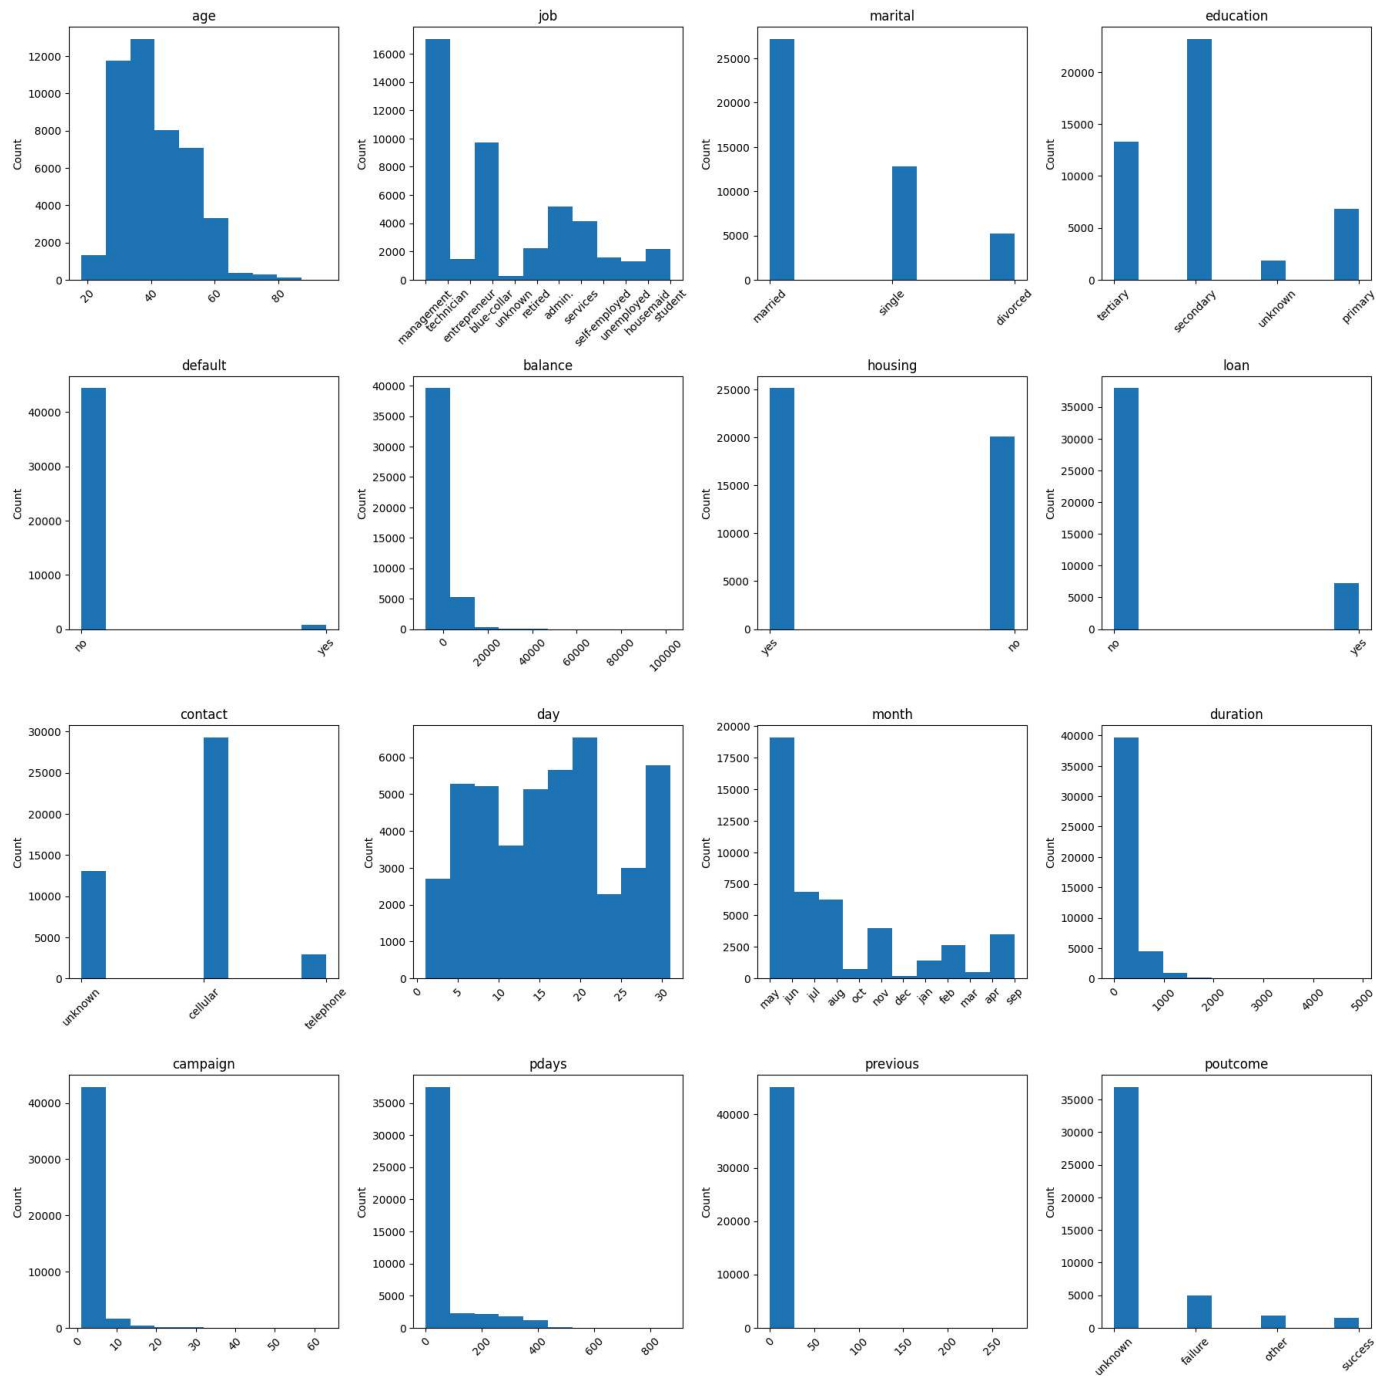 age
Count
12000
10000
8000
6000
4000
2000
0
20
40
60
80
job
Count
16000
14000
12000
10000
8000
6000
4000
2000
0
management
technician
entrepreneur
blue-collar
unknown
retired
admin.
services
self-employed
unemployed
housemaid
student
marital
Count
25000
20000
15000
10000
5000
0
married
single
divorced
education
Count
20000
15000
10000
5000
0
tertiary
secondary
unknown
primary
default
Count
40000
30000
20000
10000
0
no
yes
balance
Count
40000
35000
30000
25000
20000
15000
10000
5000
0
0
20000
40000
60000
80000
100000
housing
Count
25000
20000
15000
10000
5000
0
yes
no
loan
Count
35000
30000
25000
20000
15000
10000
5000
0
no
yes
contact
Count
30000
25000
20000
15000
10000
5000
0
unknown
cellular
telephone
day
Count
6000
5000
4000
3000
2000
1000
0
0
5
10
15
20
25
30
month
Count
20000
17500
15000
12500
10000
7500
5000
2500
0
may
jun
jul
aug
oct
nov
dec
jan
feb
mar
apr
sep
duration
Count
40000
35000
30000
25000
20000
15000
10000
5000
0
0
1000
2000
3000
4000
5000
campaign
Count
40000
30000
20000
10000
0
0
10
20
30
40
50
60
pdays
Count
35000
30000
25000
20000
15000
10000
5000
0
0
200
400
600
800
previous
Count
40000
30000
20000
10000
0
0
50
100
150
200
250
poutcome
Count
35000
30000
25000
20000
15000
10000
5000
0
unknown
failure
other
success